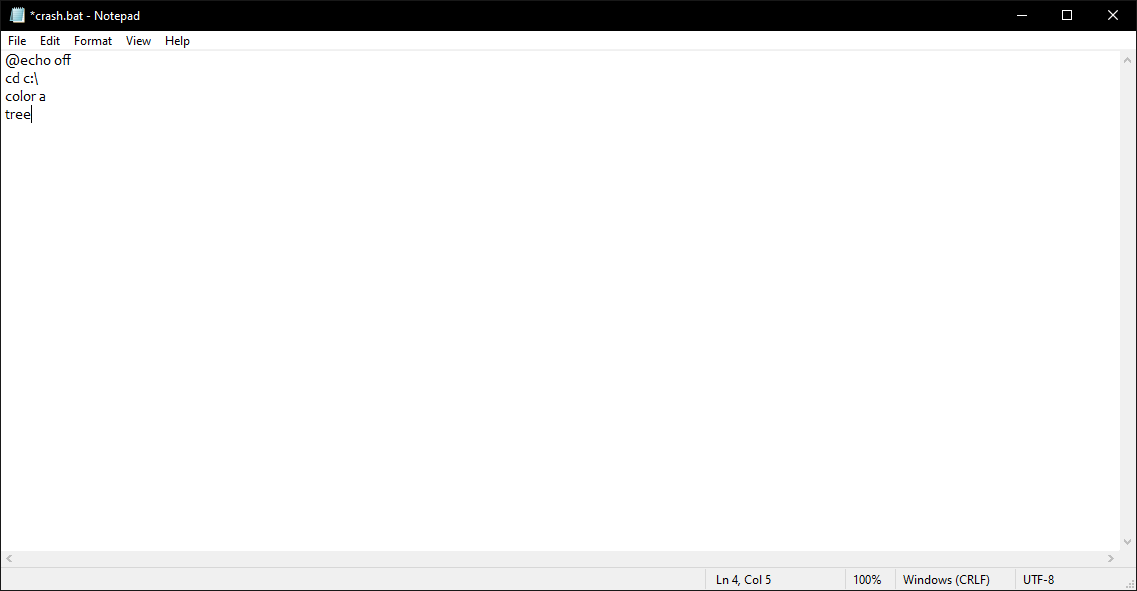 *crash.bat - Notepad
File Edit Format View Help
@echo off
cd c:\
color a
tree
Ln 4, Col 5 100% Windows (CRLF) UTF-8